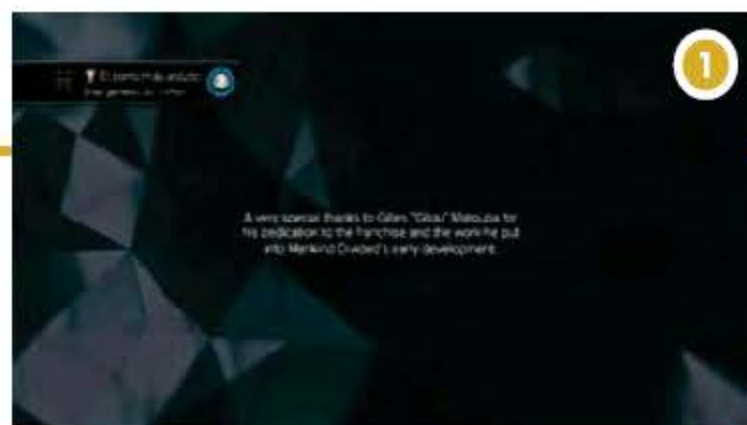 1
A very special thanks to Gilles "Gilou" Matouba for
his dedication to the franchise and the work he put
into Mankind Divided's early development.